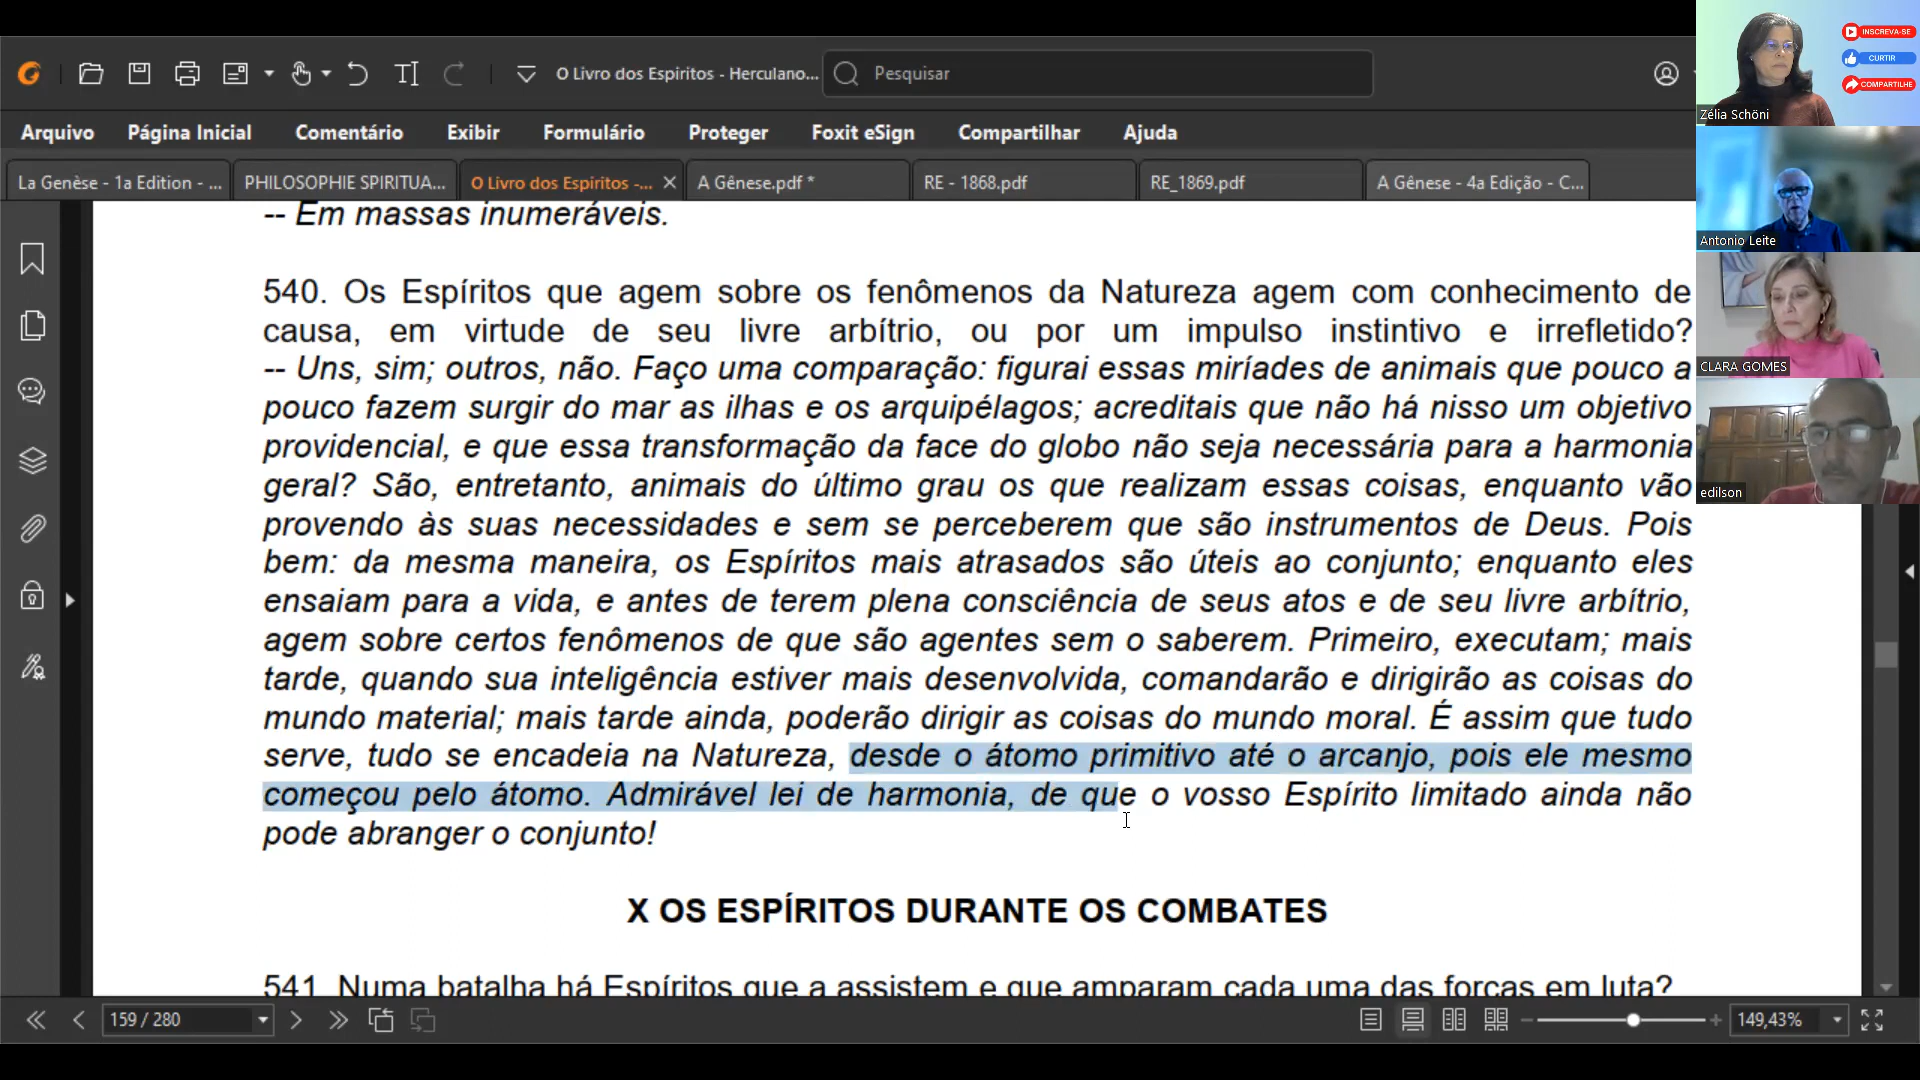 O Livro dos Espiritos - Herculano...
Pesquisar
Arquivo Página Inicial Comentário Exibir Formulário Proteger Foxit eSign Compartilhar Ajuda
La Genèse - 1a Edition - ... PHILOSOPHIE SPIRITUA... O Livro dos Espiritos -... A Gênese.pdf * RE - 1868.pdf RE_1869.pdf A Gênese - 4a Edição - C...
-- Em massas inumeráveis.
540. Os Espíritos que agem sobre os fenômenos da Natureza agem com conhecimento de
causa, em virtude de seu livre arbítrio, ou por um impulso instintivo e irrefletido?
-- Uns, sim; outros, não. Faço uma comparação: figurai essas miríades de animais que pouco a
pouco fazem surgir do mar as ilhas e os arquipélagos; acreditais que não há nisso um objetivo
providencial, e que essa transformação da face do globo não seja necessária para a harmonia
geral? São, entretanto, animais do último grau os que realizam essas coisas, enquanto vão
provendo às suas necessidades e sem se perceberem que são instrumentos de Deus. Pois
bem: da mesma maneira, os Espíritos mais atrasados são úteis ao conjunto; enquanto eles
ensaiam para a vida, e antes de terem plena consciência de seus atos e de seu livre arbítrio,
agem sobre certos fenômenos de que são agentes sem o saberem. Primeiro, executam; mais
tarde, quando sua inteligência estiver mais desenvolvida, comandarão e dirigirão as coisas do
mundo material; mais tarde ainda, poderão dirigir as coisas do mundo moral. É assim que tudo
serve, tudo se encadeia na Natureza, desde o átomo primitivo até o arcanjo, pois ele mesmo
começou pelo átomo. Admirável lei de harmonia, de que o vosso Espírito limitado ainda não
pode abranger o conjunto!
X OS ESPÍRITOS DURANTE OS COMBATES
541. Numa batalha há Espíritos que a assistem e que amparam cada uma das forças em luta?
159 / 280
149,43%
INSCREVA-SE
CURTIR
COMPARTILHE
Zélia Schöni
Antonio Leite
CLARA GOMES
edilson